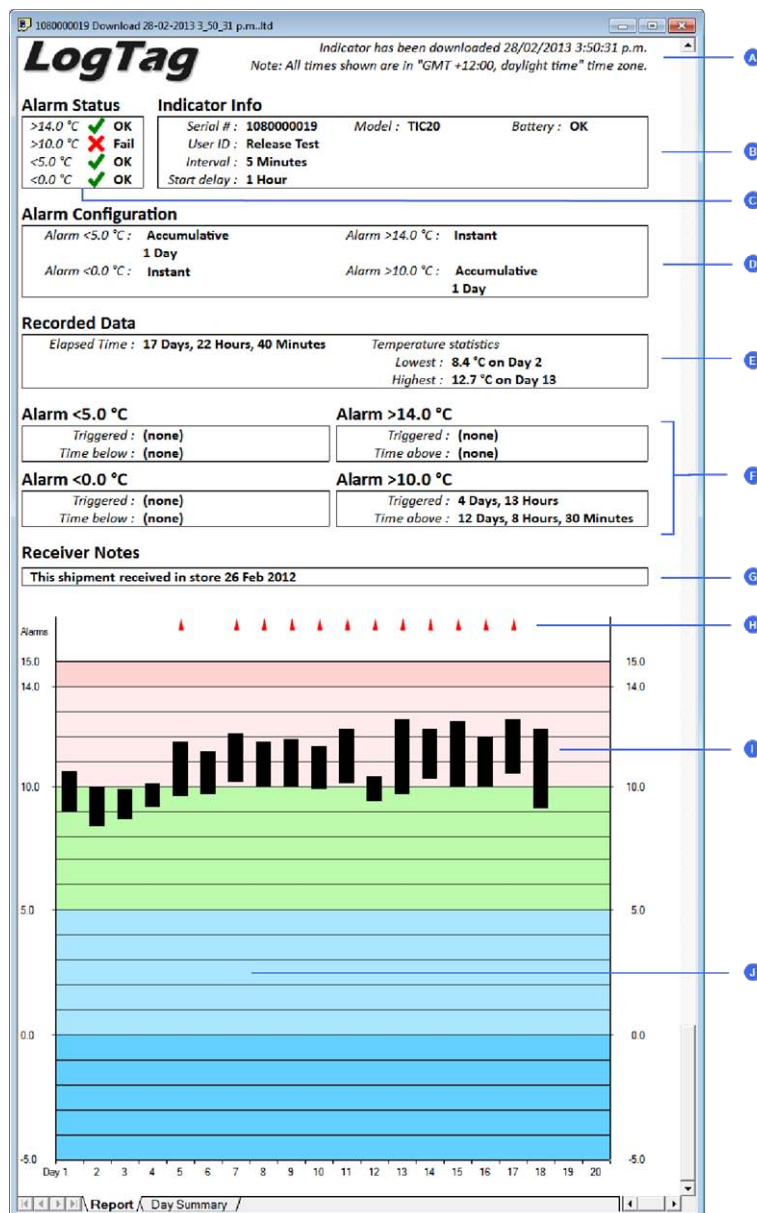 1080000019 Download 28-02-2013 3_50_31 p.m..ltd
LogTag
Indicator has been downloaded 28/02/2013 3:50:31 p.m.
Note: All times shown are in "GMT +12:00, daylight time" time zone.
A
Alarm Status
>14.0 °C OK
>10.0 °C Fail
<5.0 °C OK
<0.0 °C OK
Indicator Info
Serial # : 1080000019 Model : TIC20 Battery : OK
User ID : Release Test
Interval : 5 Minutes
Start delay : 1 Hour
B
C
Alarm Configuration
Alarm <5.0 °C : Accumulative Alarm >14.0 °C : Instant
1 Day
Alarm <0.0 °C : Instant Alarm >10.0 °C : Accumulative
1 Day
D
Recorded Data
Elapsed Time : 17 Days, 22 Hours, 40 Minutes Temperature statistics
Lowest : 8.4 °C on Day 2
Highest : 12.7 °C on Day 13
E
Alarm <5.0 °C
Triggered : (none)
Time below : (none)
Alarm >14.0 °C
Triggered : (none)
Time above : (none)
Alarm <0.0 °C
Triggered : (none)
Time below : (none)
Alarm >10.0 °C
Triggered : 4 Days, 13 Hours
Time above : 12 Days, 8 Hours, 30 Minutes
F
Receiver Notes
This shipment received in store 26 Feb 2012
G
Alarms
H
15.0 15.0
14.0 14.0
I
10.0 10.0
5.0 5.0
J
0.0 0.0
-5.0 -5.0
Day 1 2 3 4 5 6 7 8 9 10 11 12 13 14 15 16 17 18 19 20
Report Day Summary